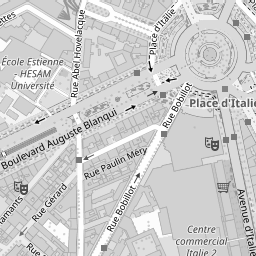 Place d'Italie
Rue Abel Hovelacque
École Estienne
- HESAM
Université
Rue Bobillot
Place d'Italie
Boulevard Auguste Blanqui
Rue Paulin Méry
Rue Gérard
Rue Bobillot
Avenue d'Italie
Centre
commercial
Italie 2